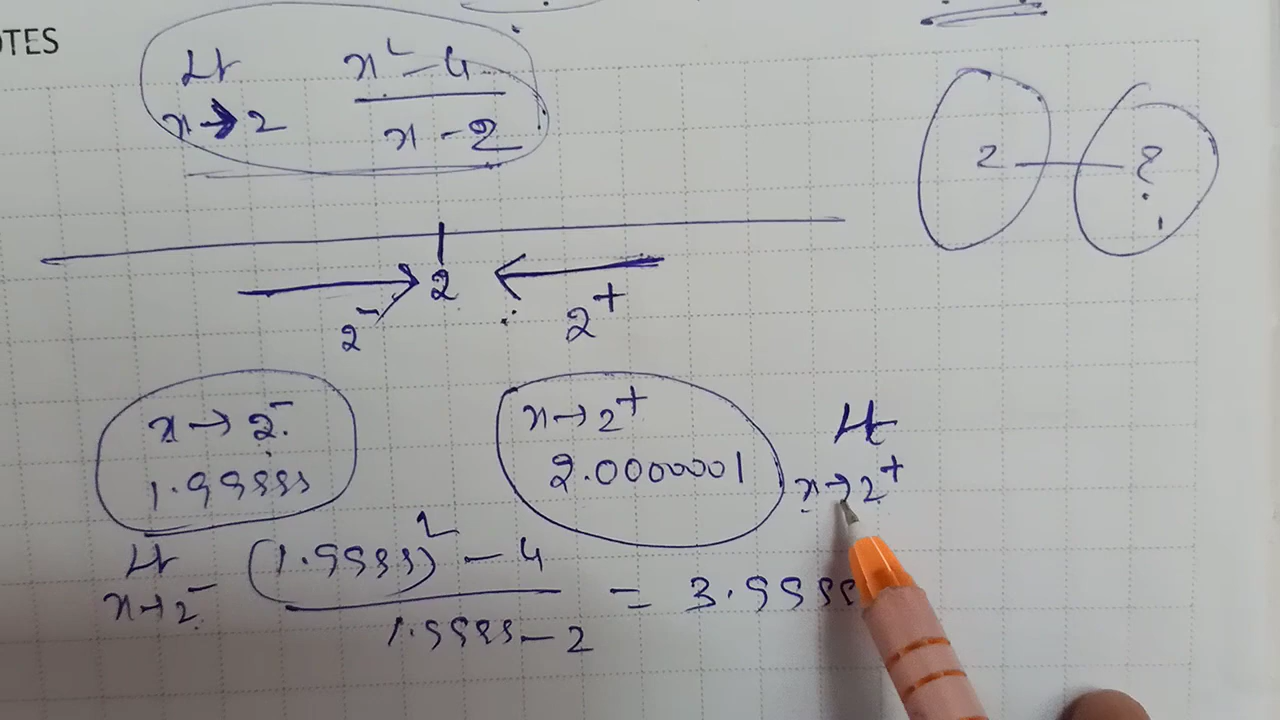 OTES
Lt x² - 4
x→2 x - 2
2 — ?
2
2⁻ 2⁺
x→2⁻ x→2⁺ Lt
1.99999 2.0000001 x→2⁺
Lt (1.9999)² - 4
x→2⁻ 1.9999 - 2 = 3.9999